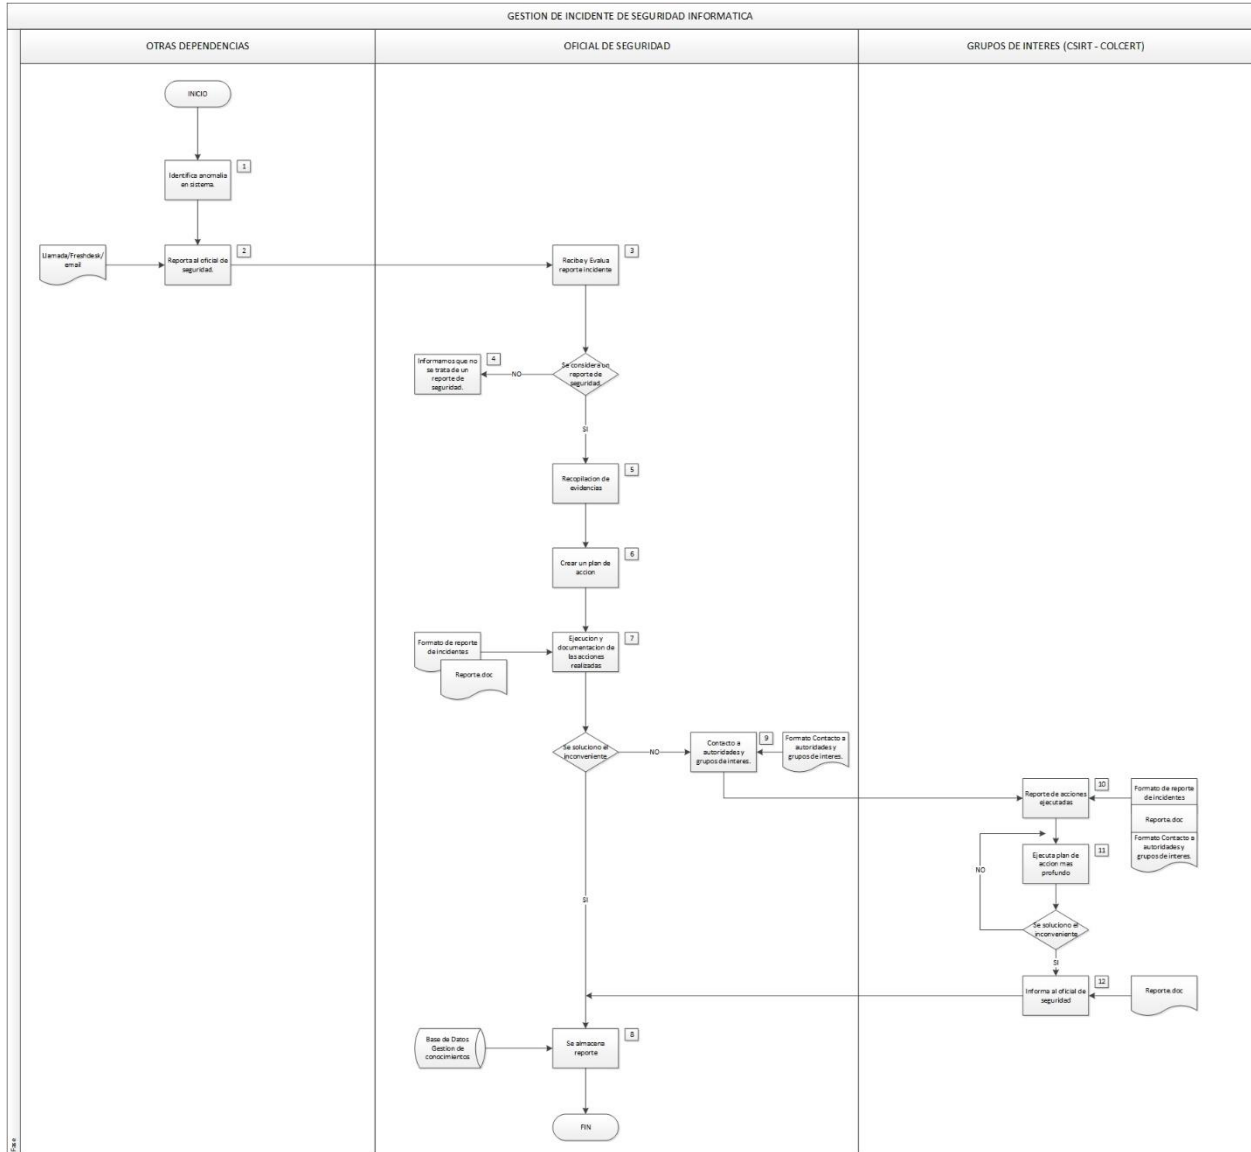 GESTION DE INCIDENTE DE SEGURIDAD INFORMATICA
OTRAS DEPENDENCIAS
OFICIAL DE SEGURIDAD
GRUPOS DE INTERES (CSIRT - COLCERT)
INICIO
1
Identifica anomalia
en sistema.
Llamada/Freshdesk/
email
2
Reporta al oficial de
seguridad.
3
Recibe y Evalua
reporte incidente
4
Informamos que no
se trata de un
reporte de
seguridad.
NO
Se considera un
reporte de
seguridad.
SI
5
Recopilacion de
evidencias
6
Crear un plan de
accion
Formato de reporte
de incidentes
Reporte.doc
7
Ejecucion y
documentacion de
las acciones
realizadas
Se soluciono el
inconveniente
NO
9
Contacto a
autoridades y
grupos de interes.
Formato Contacto a
autoridades y
grupos de interes.
10
Reporte de acciones
ejecutadas
Formato de reporte
de incidentes
Reporte.doc
Formato Contacto a
autoridades y
grupos de interes.
11
Ejecuta plan de
accion mas
profundo
NO
SI
Se soluciono el
inconveniente
SI
12
Informa al oficial de
seguridad
Reporte.doc
Base de Datos
Gestion de
conocimientos
8
Se almacena
reporte
FIN
Fase